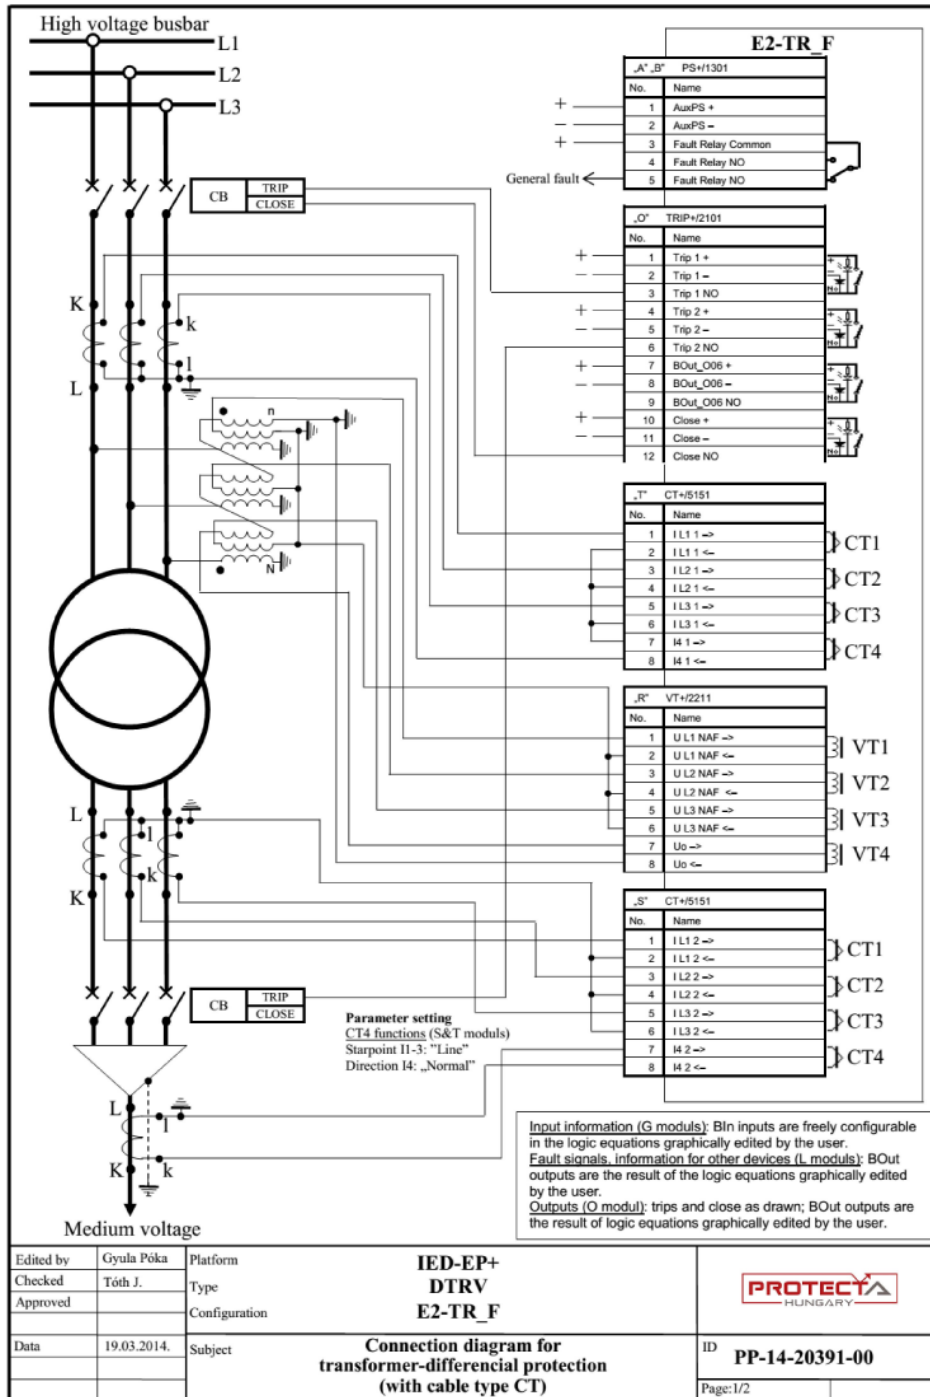 High voltage busbar
L1
L2
L3
E2-TR_F
„A" „B" PS+/1301
No. Name
1 AuxPS +
2 AuxPS –
3 Fault Relay Common
4 Fault Relay NO
5 Fault Relay NO
+
–
+
General fault
CB
TRIP
CLOSE
„O" TRIP+/2101
No. Name
1 Trip 1 +
2 Trip 1 –
3 Trip 1 NO
4 Trip 2 +
5 Trip 2 –
6 Trip 2 NO
7 BOut_O06 +
8 BOut_O06 –
9 BOut_O06 NO
10 Close +
11 Close –
12 Close NO
+
–
+
–
+
–
+
–
K
k
l
L
n
N
„T" CT+/5151
No. Name
1 I L1 1 –>
2 I L1 1 <–
3 I L2 1 –>
4 I L2 1 <–
5 I L3 1 –>
6 I L3 1 <–
7 I4 1 –>
8 I4 1 <–
CT1
CT2
CT3
CT4
„R" VT+/2211
No. Name
1 U L1 NAF –>
2 U L1 NAF <–
3 U L2 NAF –>
4 U L2 NAF <–
5 U L3 NAF –>
6 U L3 NAF <–
7 Uo –>
8 Uo <–
VT1
VT2
VT3
VT4
L
l
k
K
„S" CT+/5151
No. Name
1 I L1 2 –>
2 I L1 2 <–
3 I L2 2 –>
4 I L2 2 <–
5 I L3 2 –>
6 I L3 2 <–
7 I4 2 –>
8 I4 2 <–
CT1
CT2
CT3
CT4
CB
TRIP
CLOSE
Parameter setting
CT4 functions (S&T moduls)
Starpoint I1-3: "Line"
Direction I4: „Normal"
L
l
K
k
Medium voltage
Input information (G moduls): BIn inputs are freely configurable
in the logic equations graphically edited by the user.
Fault signals, information for other devices (L moduls): BOut
outputs are the result of the logic equations graphically edited
by the user.
Outputs (O modul): trips and close as drawn; BOut outputs are
the result of logic equations graphically edited by the user.
Edited by Gyula Póka
Checked Tóth J.
Approved
Data 19.03.2014.
Platform IED-EP+
Type DTRV
Configuration E2-TR_F
Subject Connection diagram for
transformer-differencial protection
(with cable type CT)
PROTECTA
HUNGARY
ID PP-14-20391-00
Page:1/2